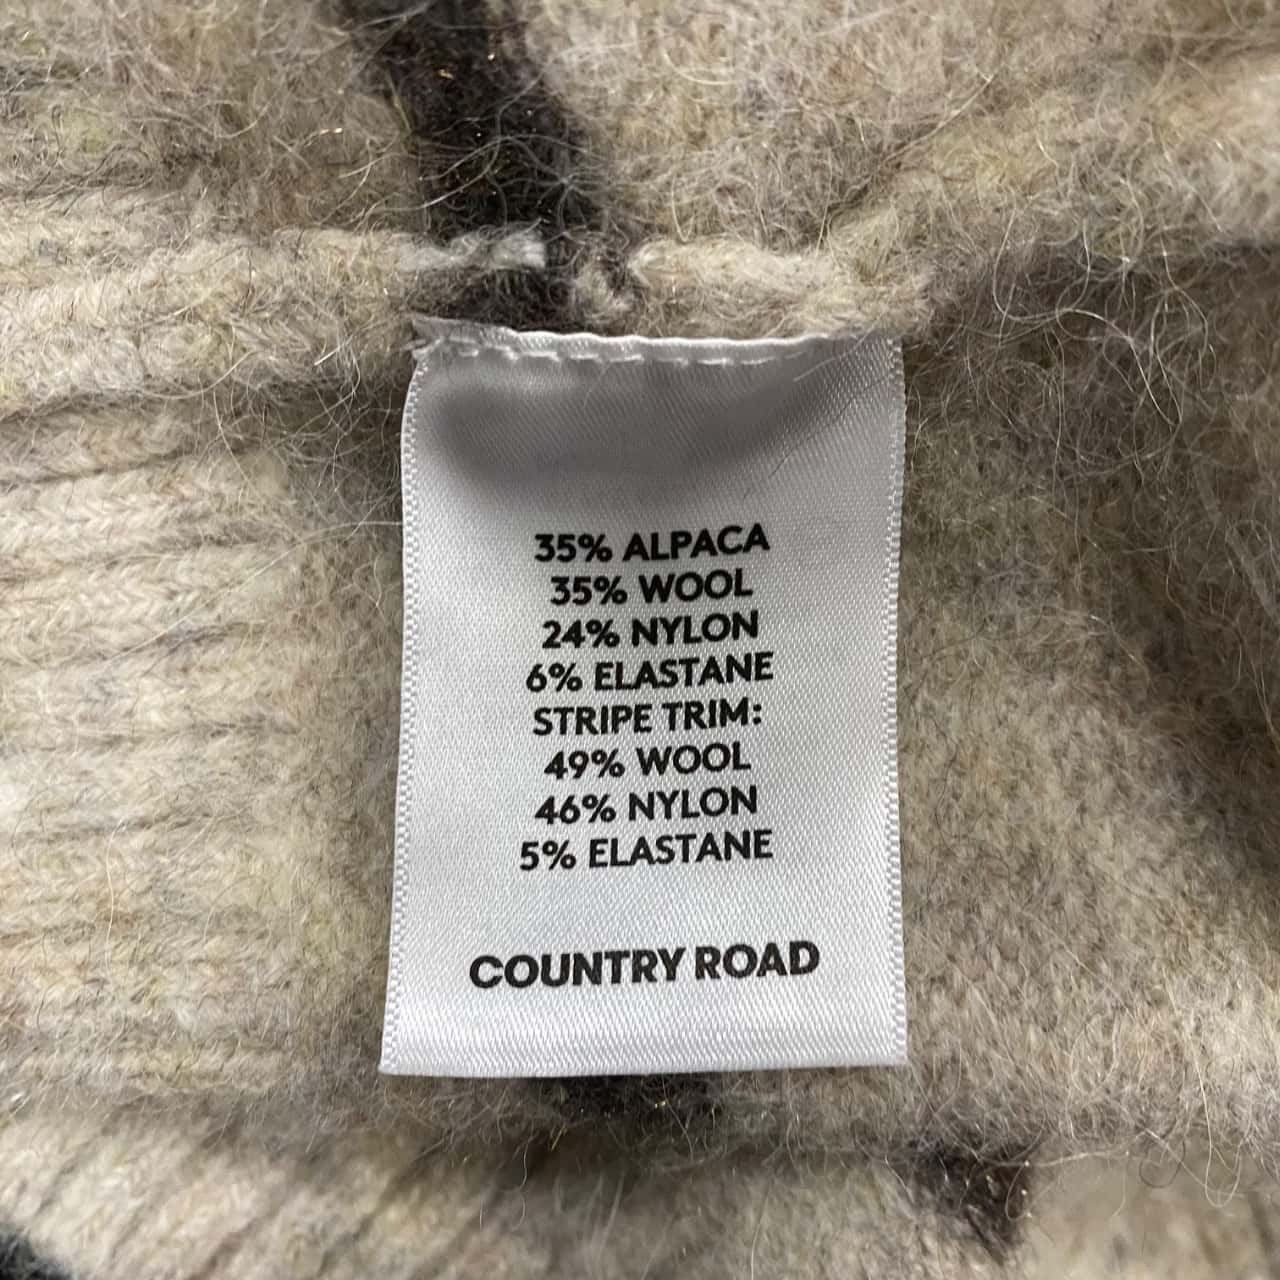 35% ALPACA
35% WOOL
24% NYLON
6% ELASTANE
STRIPE TRIM:
49% WOOL
46% NYLON
5% ELASTANE
COUNTRY ROAD